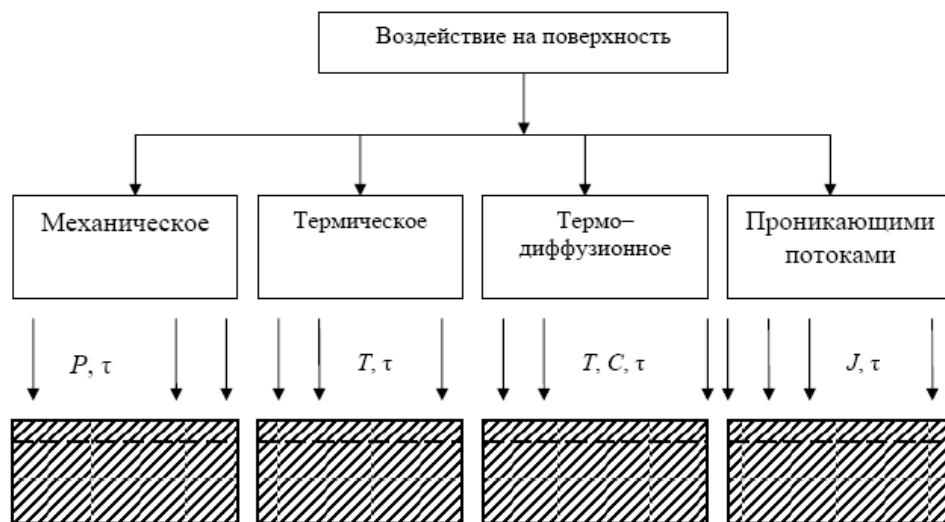 Воздействие на поверхность
Механическое
Термическое
Термо–
диффузионное
Проникающими
потоками
P, τ
T, τ
T, C, τ
J, τ